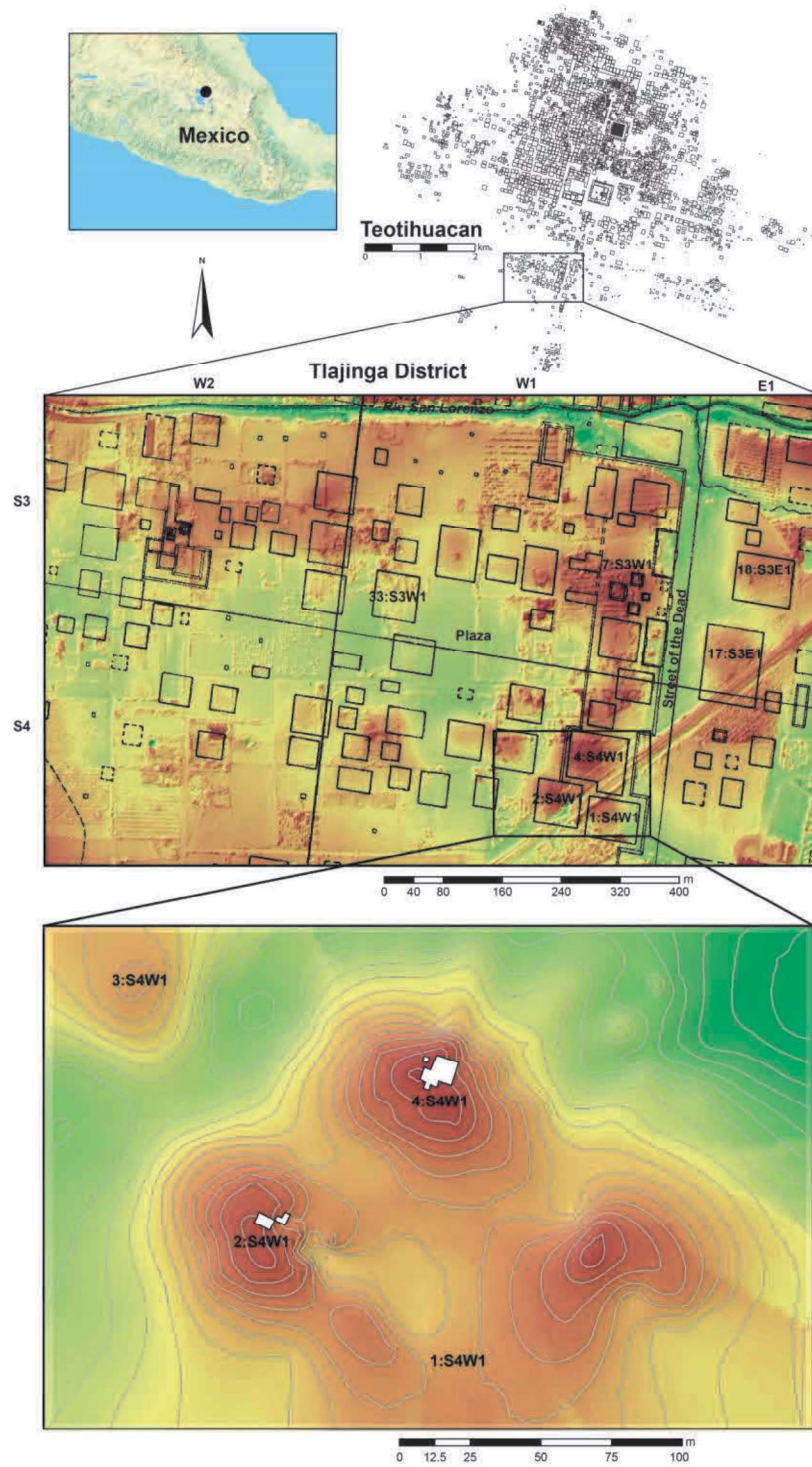 Mexico
Teotihuacan
0 1 2
km
N
Tlajinga District
W2 W1 E1
Rio San Lorenzo
S3
7:S3W1
18:S3E1
33:S3W1
Street of the Dead
Plaza
17:S3E1
S4
4:S4W1
2:S4W1
1:S4W1
m
0 40 80 160 240 320 400
3:S4W1
4:S4W1
2:S4W1
1:S4W1
m
0 12.5 25 50 75 100